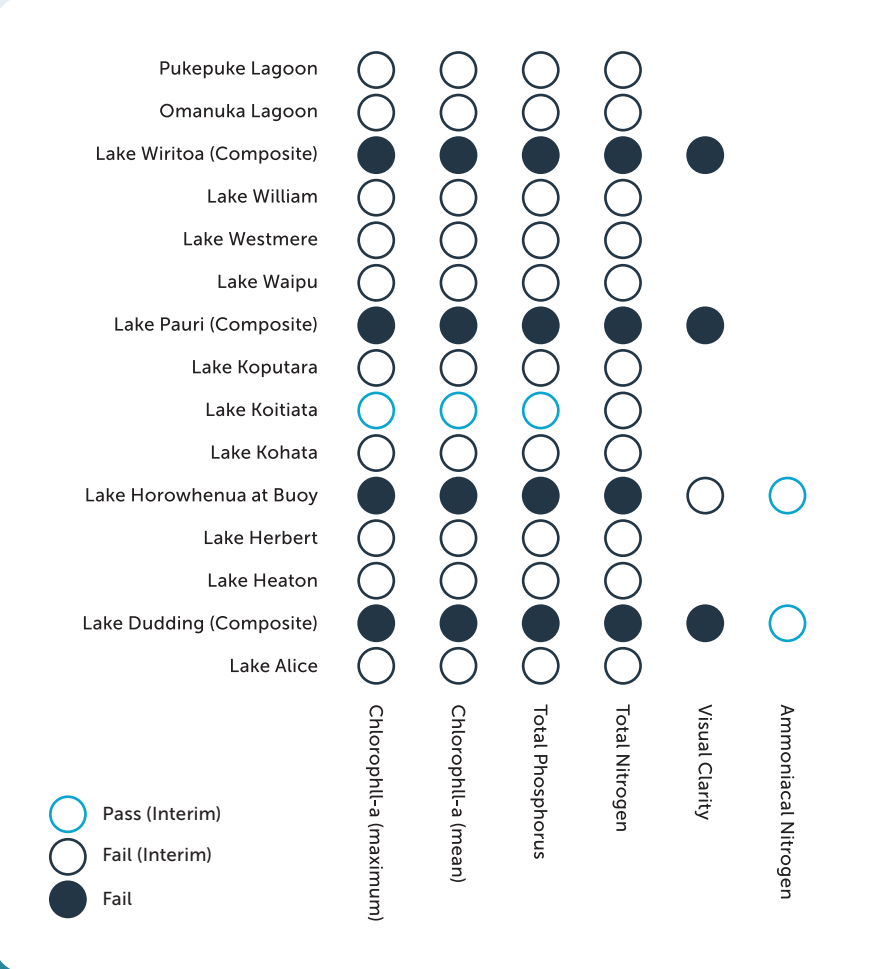 Pukepuke Lagoon
Omanuka Lagoon
Lake Wiritoa (Composite)
Lake William
Lake Westmere
Lake Waipu
Lake Pauri (Composite)
Lake Koputara
Lake Koitiata
Lake Kohata
Lake Horowhenua at Buoy
Lake Herbert
Lake Heaton
Lake Dudding (Composite)
Lake Alice
Chlorophll-a (maximum)
Chlorophll-a (mean)
Total Phosphorus
Total Nitrogen
Visual Clarity
Ammoniacal Nitrogen
Pass (Interim)
Fail (Interim)
Fail